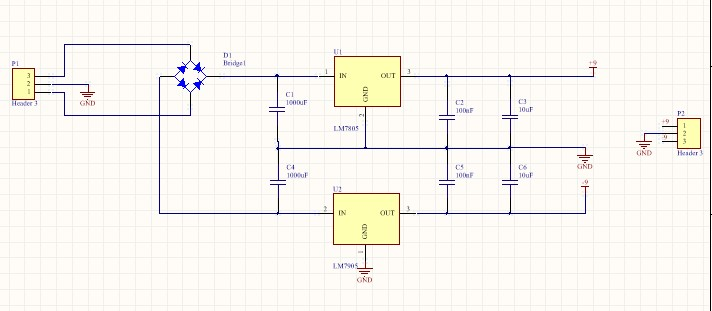 P1
3
2
1
Header 3
GND
D1
Bridge1
C1
1000uF
U1
1
IN
OUT
3
GND
2
LM7805
C2
100nF
C3
10uF
+9
C4
1000uF
U2
2
IN
OUT
3
GND
1
LM7905
GND
C5
100nF
C6
10uF
GND
-9
P2
+9
1
2
-9
3
GND
Header 3